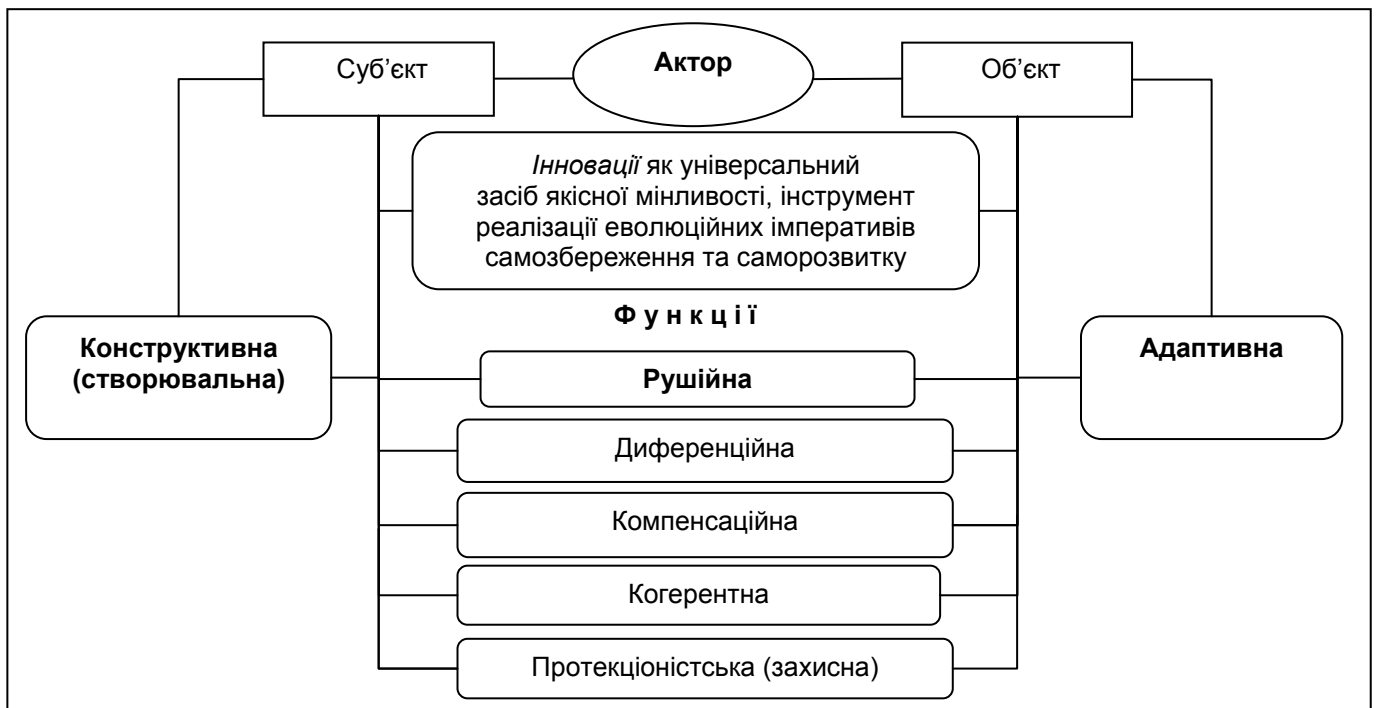 Суб’єкт
Актор
Об’єкт
Інновації як універсальний
засіб якісної мінливості, інструмент
реалізації еволюційних імперативів
самозбереження та саморозвитку
Ф у н к ц і ї
Конструктивна
(створювальна)
Рушійна
Адаптивна
Диференційна
Компенсаційна
Когерентна
Протекціоністська (захисна)